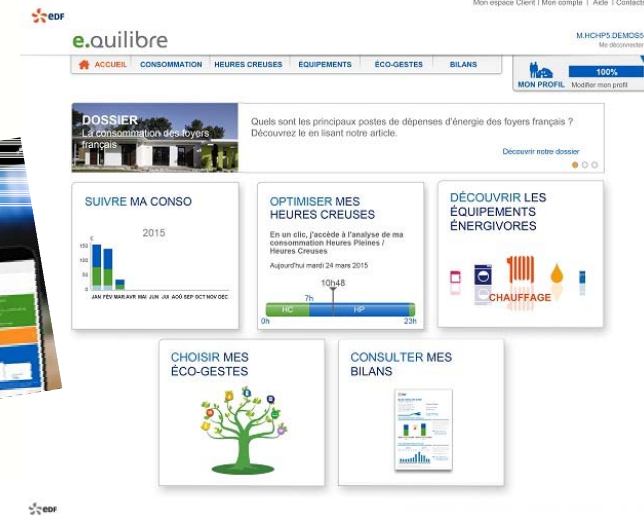 Mon espace Client | Mon compte | Aide | Contacts
edf
e.quilibre
M.HCHP5.DEMOS5
Me déconnecter
ACCUEIL CONSOMMATION HEURES CREUSES ÉQUIPEMENTS ÉCO-GESTES BILANS
100%
MON PROFIL Modifier mon profil
DOSSIER
La consommation des foyers
français
Quels sont les principaux postes de dépenses d'énergie des foyers français ?
Découvrez le en lisant notre article.
Découvrir notre dossier
SUIVRE MA CONSO
2015
€
150
100
50
0
JAN FÉV MAR AVR MAI JUN JUI AOÛ SEP OCT NOV DEC
OPTIMISER MES
HEURES CREUSES
En un clic, j'accède à l'analyse de ma
consommation Heures Pleines /
Heures Creuses
Aujourd'hui mardi 24 mars 2015
10h48
7h
HC HP
0h 23h
DÉCOUVRIR LES
ÉQUIPEMENTS
ÉNERGIVORES
CHAUFFAGE
CHOISIR MES
ÉCO-GESTES
CONSULTER MES
BILANS
edf